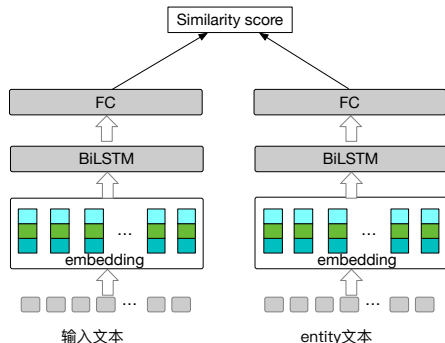 Similarity score
FC
FC
BiLSTM
BiLSTM
...
...
embedding
embedding
...
...
输入文本
entity文本